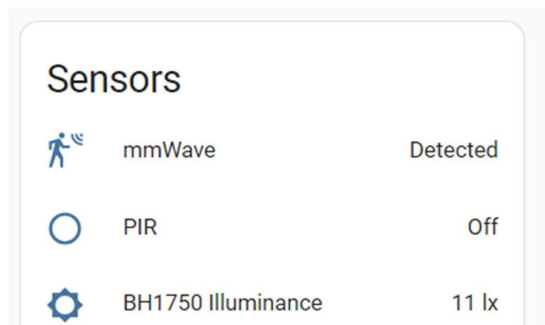 Sensors
mmWave Detected
PIR Off
BH1750 Illuminance 11 lx